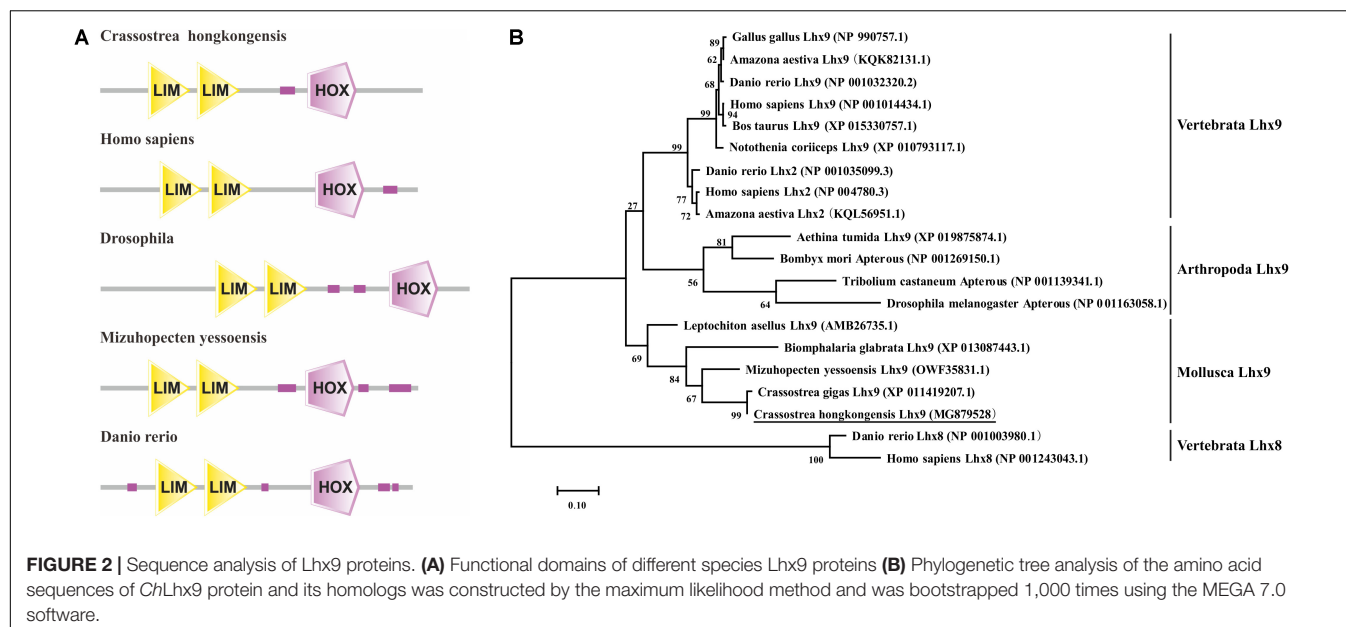 A
Crassostrea hongkongensis
LIM LIM HOX
Homo sapiens
LIM LIM HOX
Drosophila
LIM LIM HOX
Mizuhopecten yessoensis
LIM LIM HOX
Danio rerio
LIM LIM HOX
B
89
62
68
99
94
99
77
72
27
81
56
64
69
84
67
99
100
Gallus gallus Lhx9 (NP 990757.1)
Amazona aestiva Lhx9 (KQK82131.1)
Danio rerio Lhx9 (NP 001032320.2)
Homo sapiens Lhx9 (NP 001014434.1)
Bos taurus Lhx9 (XP 015330757.1)
Notothenia coriiceps Lhx9 (XP 010793117.1)
Danio rerio Lhx2 (NP 001035099.3)
Homo sapiens Lhx2 (NP 004780.3)
Amazona aestiva Lhx2 (KQL56951.1)
Vertebrata Lhx9
Aethina tumida Lhx9 (XP 019875874.1)
Bombyx mori Apterous (NP 001269150.1)
Tribolium castaneum Apterous (NP 001139341.1)
Drosophila melanogaster Apterous (NP 001163058.1)
Arthropoda Lhx9
Leptochiton asellus Lhx9 (AMB26735.1)
Biomphalaria glabrata Lhx9 (XP 013087443.1)
Mizuhopecten yessoensis Lhx9 (OWF35831.1)
Crassostrea gigas Lhx9 (XP 011419207.1)
Crassostrea hongkongensis Lhx9 (MG879528)
Mollusca Lhx9
Danio rerio Lhx8 (NP 001003980.1)
Homo sapiens Lhx8 (NP 001243043.1)
Vertebrata Lhx8
0.10
FIGURE 2 | Sequence analysis of Lhx9 proteins. (A) Functional domains of different species Lhx9 proteins (B) Phylogenetic tree analysis of the amino acid
sequences of ChLhx9 protein and its homologs was constructed by the maximum likelihood method and was bootstrapped 1,000 times using the MEGA 7.0
software.